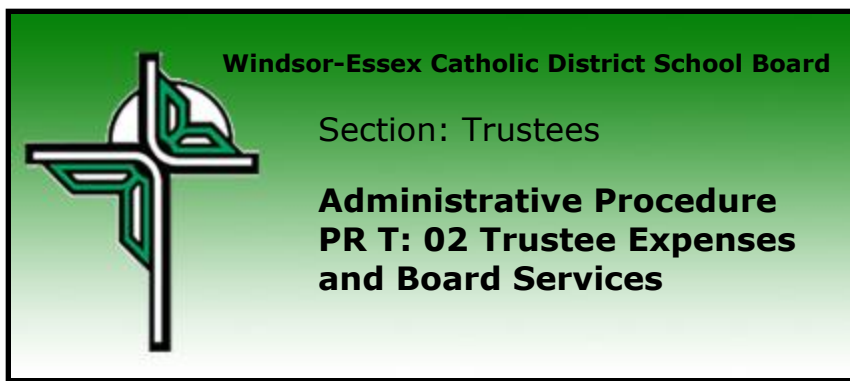 Windsor-Essex Catholic District School Board
Section: Trustees
Administrative Procedure
PR T: 02 Trustee Expenses
and Board Services